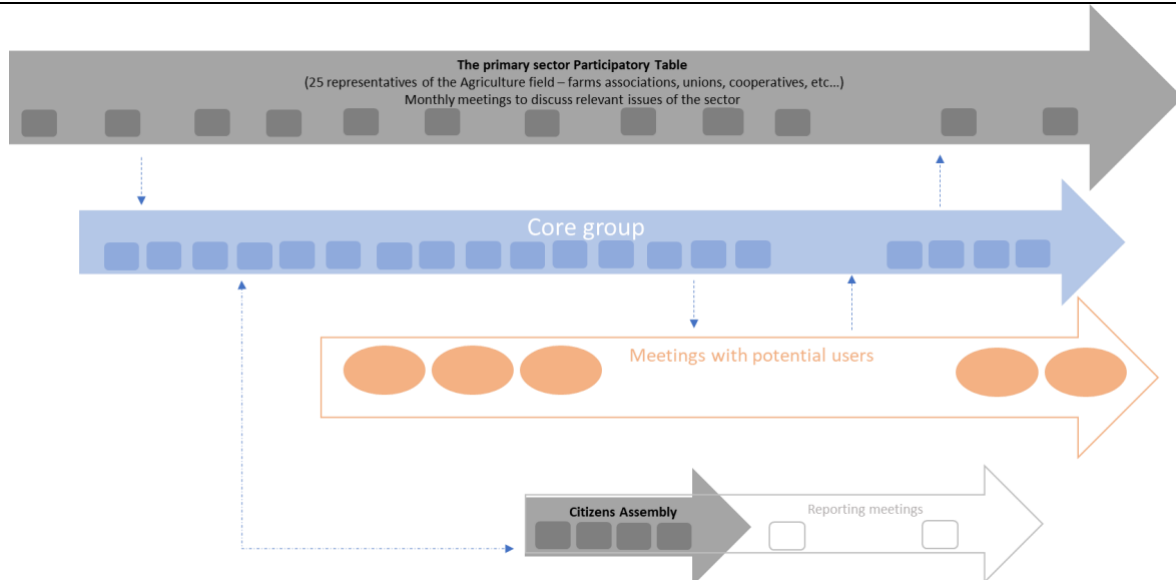 The primary sector Participatory Table
(25 representatives of the Agriculture field – farms associations, unions, cooperatives, etc…)
Monthly meetings to discuss relevant issues of the sector
Core group
Meetings with potential users
Citizens Assembly
Reporting meetings